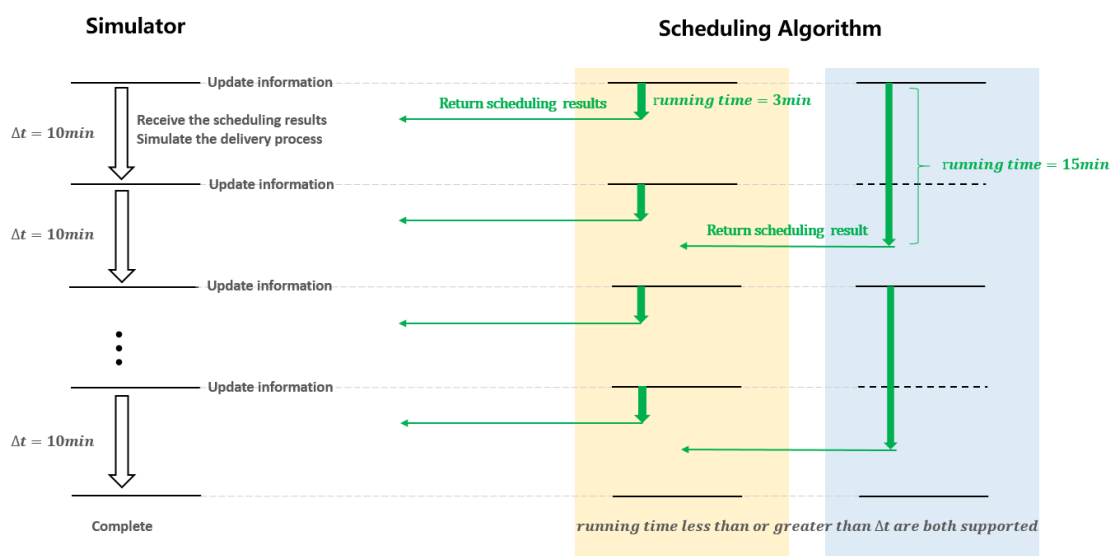 Simulator
Scheduling Algorithm
Update information
Return scheduling results
running time = 3min
Δt = 10min
Receive the scheduling results
Simulate the delivery process
running time = 15min
Update information
Δt = 10min
Return scheduling result
Update information
Update information
Δt = 10min
Complete
running time less than or greater than Δt are both supported